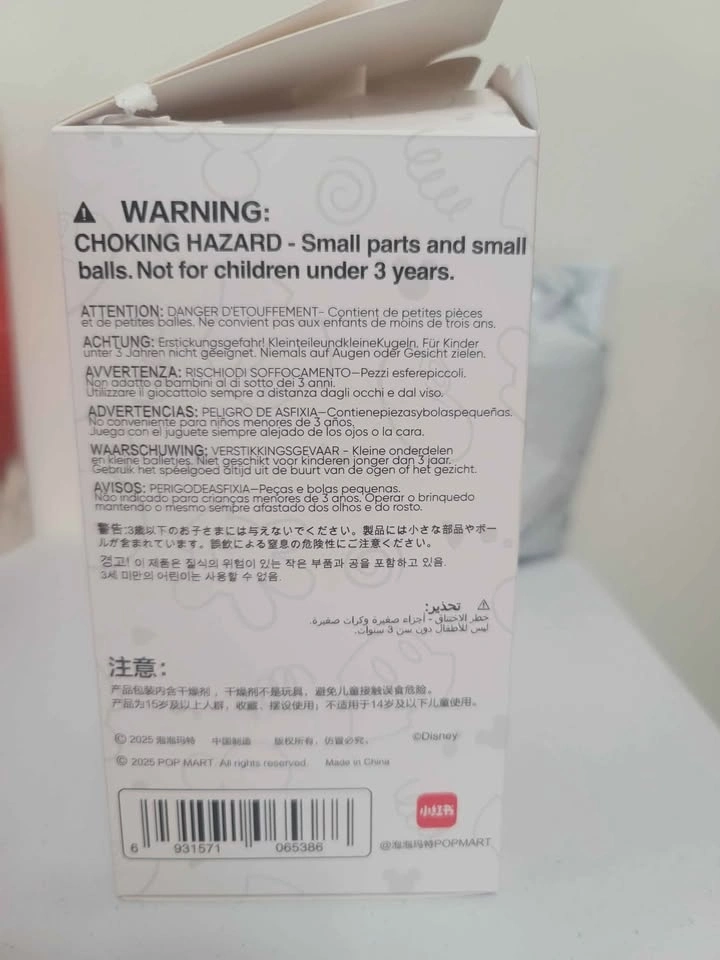 ⚠ WARNING:
CHOKING HAZARD - Small parts and small
balls. Not for children under 3 years.
ATTENTION: DANGER D'ETOUFFEMENT- Contient de petites pièces
et de petites balles. Ne convient pas aux enfants de moins de trois ans.
ACHTUNG: Erstickungsgefahr! KleinteileundkleineKugeln. Für Kinder
unter 3 Jahren nicht geeignet. Niemals auf Augen oder Gesicht zielen.
AVVERTENZA: RISCHIODI SOFFOCAMENTO—Pezzi esferepiccoli.
Non adatto a bambini al di sotto dei 3 anni.
Utilizzare il giocattolo sempre a distanza dagli occhi e dal viso.
ADVERTENCIAS: PELIGRO DE ASFIXIA—Contienepiezasybolaspequeñas.
No conveniente para niños menores de 3 años.
Juega con el juguete siempre alejado de los ojos o la cara.
WAARSCHUWING: VERSTIKKINGSGEVAAR - Kleine onderdelen
en kleine balletjes. Niet geschikt voor kinderen jonger dan 3 jaar.
Gebruik het speelgoed altijd uit de buurt van de ogen of het gezicht.
AVISOS: PERIGODEASFIXIA—Peças e bolas pequenas.
Não indicado para crianças menores de 3 anos. Operar o brinquedo
mantendo o mesmo sempre afastado dos olhos e do rosto.
警告:3歳以下のお子さまには与えないでください。製品には小さな部品やボー
ルが含まれています。誤飲による窒息の危険性にご注意ください。
경고! 이 제품은 질식의 위험이 있는 작은 부품과 공을 포함하고 있음.
3세 미만의 어린이는 사용할 수 없음.
⚠ تحذير:
خطر الاختناق - أجزاء صغيرة وكرات صغيرة.
ليس للأطفال دون سن 3 سنوات.
注意:
产品包装内含干燥剂，干燥剂不是玩具，避免儿童接触误食危险。
产品为15岁及以上人群，收藏、摆设使用；不适用于14岁及以下儿童使用。
© 2025 泡泡玛特 中国制造 版权所有，仿冒必究。 ©Disney
© 2025 POP MART. All rights reserved. Made in China
小红书
6 931571 065386
@泡泡玛特POPMART